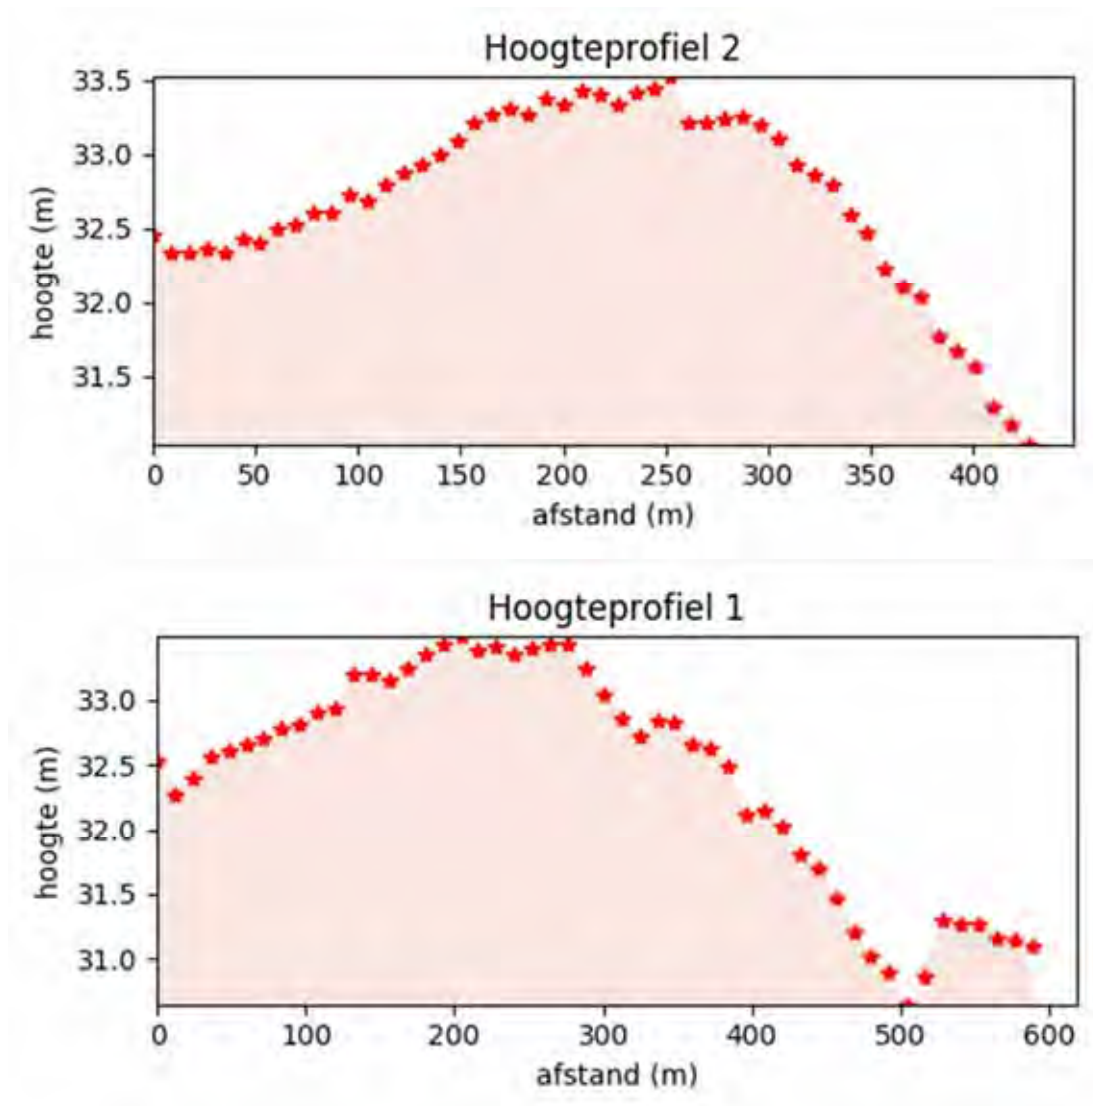 Hoogteprofiel 2
33.5
33.0
32.5
32.0
31.5
hoogte (m)
0 50 100 150 200 250 300 350 400
afstand (m)
Hoogteprofiel 1
33.0
32.5
32.0
31.5
31.0
hoogte (m)
0 100 200 300 400 500 600
afstand (m)